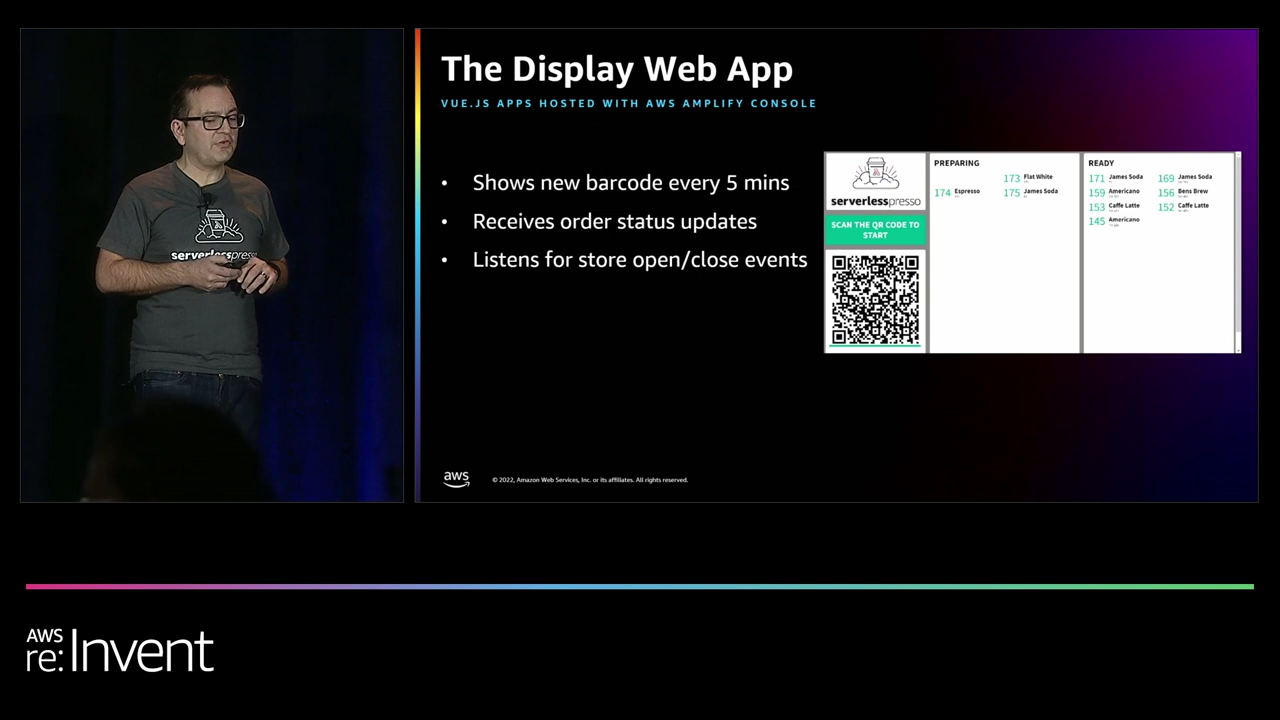 The Display Web App
VUE.JS APPS HOSTED WITH AWS AMPLIFY CONSOLE
• Shows new barcode every 5 mins
• Receives order status updates
• Listens for store open/close events
serverlesspresso
SCAN THE QR CODE TO
START
PREPARING
173 Flat White
174 Espresso
175 James Soda
READY
171 James Soda
169 James Soda
159 Americano
156 Bens Brew
153 Caffe Latte
152 Caffe Latte
145 Americano
serverlesspresso
aws
© 2022, Amazon Web Services, Inc. or its affiliates. All rights reserved.
AWS
re:Invent